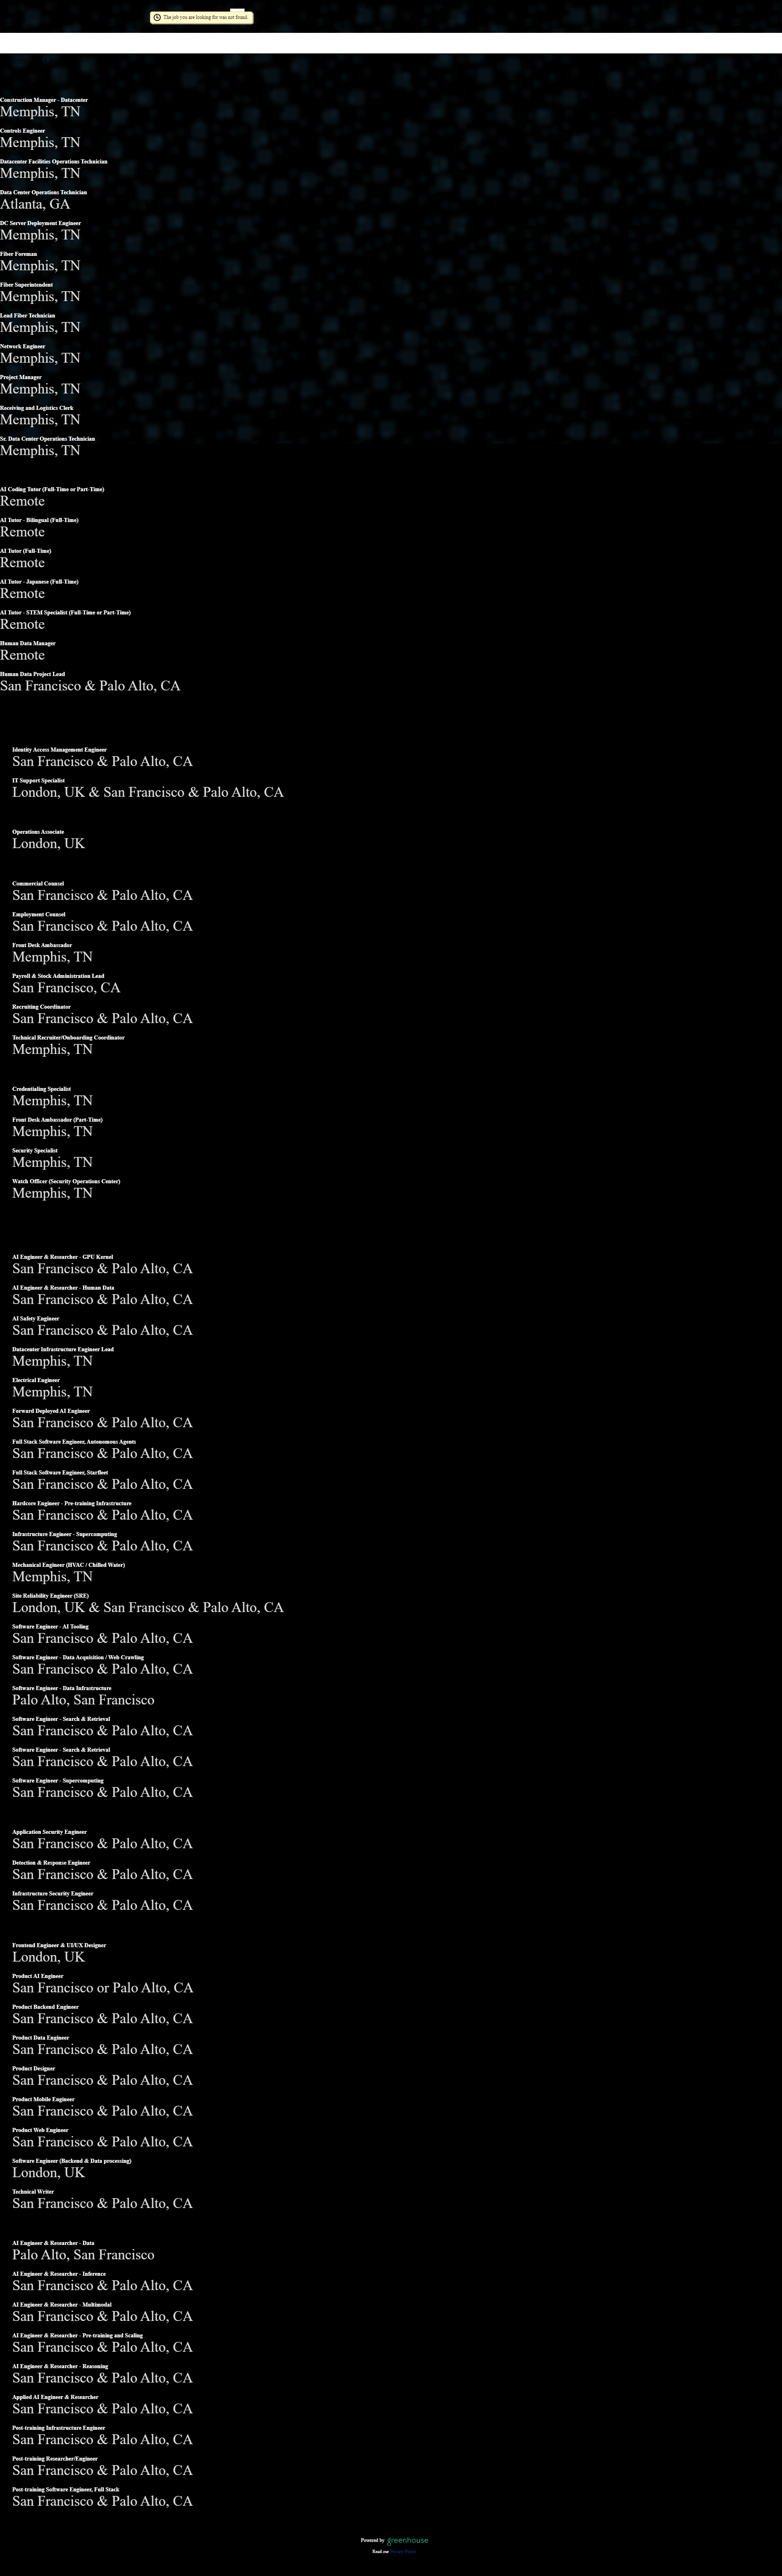 The job you are looking for was not found.
Construction Manager - Datacenter
Memphis, TN
Controls Engineer
Memphis, TN
Datacenter Facilities Operations Technician
Memphis, TN
Data Center Operations Technician
Atlanta, GA
DC Server Deployment Engineer
Memphis, TN
Fiber Foreman
Memphis, TN
Fiber Superintendent
Memphis, TN
Lead Fiber Technician
Memphis, TN
Network Engineer
Memphis, TN
Project Manager
Memphis, TN
Receiving and Logistics Clerk
Memphis, TN
Sr. Data Center Operations Technician
Memphis, TN
AI Coding Tutor (Full-Time or Part-Time)
Remote
AI Tutor - Bilingual (Full-Time)
Remote
AI Tutor (Full-Time)
Remote
AI Tutor - Japanese (Full-Time)
Remote
AI Tutor - STEM Specialist (Full-Time or Part-Time)
Remote
Human Data Manager
Remote
Human Data Project Lead
San Francisco & Palo Alto, CA
Identity Access Management Engineer
San Francisco & Palo Alto, CA
IT Support Specialist
London, UK & San Francisco & Palo Alto, CA
Operations Associate
London, UK
Commercial Counsel
San Francisco & Palo Alto, CA
Employment Counsel
San Francisco & Palo Alto, CA
Front Desk Ambassador
Memphis, TN
Payroll & Stock Administration Lead
San Francisco, CA
Recruiting Coordinator
San Francisco & Palo Alto, CA
Technical Recruiter/Onboarding Coordinator
Memphis, TN
Credentialing Specialist
Memphis, TN
Front Desk Ambassador (Part-Time)
Memphis, TN
Security Specialist
Memphis, TN
Watch Officer (Security Operations Center)
Memphis, TN
AI Engineer & Researcher - GPU Kernel
San Francisco & Palo Alto, CA
AI Engineer & Researcher - Human Data
San Francisco & Palo Alto, CA
AI Safety Engineer
San Francisco & Palo Alto, CA
Datacenter Infrastructure Engineer Lead
Memphis, TN
Electrical Engineer
Memphis, TN
Forward Deployed AI Engineer
San Francisco & Palo Alto, CA
Full Stack Software Engineer, Autonomous Agents
San Francisco & Palo Alto, CA
Full Stack Software Engineer, Starfleet
San Francisco & Palo Alto, CA
Hardcore Engineer - Pre-training Infrastructure
San Francisco & Palo Alto, CA
Infrastructure Engineer - Supercomputing
San Francisco & Palo Alto, CA
Mechanical Engineer (HVAC / Chilled Water)
Memphis, TN
Site Reliability Engineer (SRE)
London, UK & San Francisco & Palo Alto, CA
Software Engineer - AI Tooling
San Francisco & Palo Alto, CA
Software Engineer - Data Acquisition / Web Crawling
San Francisco & Palo Alto, CA
Software Engineer - Data Infrastructure
Palo Alto, San Francisco
Software Engineer - Search & Retrieval
San Francisco & Palo Alto, CA
Software Engineer - Search & Retrieval
San Francisco & Palo Alto, CA
Software Engineer - Supercomputing
San Francisco & Palo Alto, CA
Application Security Engineer
San Francisco & Palo Alto, CA
Detection & Response Engineer
San Francisco & Palo Alto, CA
Infrastructure Security Engineer
San Francisco & Palo Alto, CA
Frontend Engineer & UI/UX Designer
London, UK
Product AI Engineer
San Francisco or Palo Alto, CA
Product Backend Engineer
San Francisco & Palo Alto, CA
Product Data Engineer
San Francisco & Palo Alto, CA
Product Designer
San Francisco & Palo Alto, CA
Product Mobile Engineer
San Francisco & Palo Alto, CA
Product Web Engineer
San Francisco & Palo Alto, CA
Software Engineer (Backend & Data processing)
London, UK
Technical Writer
San Francisco & Palo Alto, CA
AI Engineer & Researcher - Data
Palo Alto, San Francisco
AI Engineer & Researcher - Inference
San Francisco & Palo Alto, CA
AI Engineer & Researcher - Multimodal
San Francisco & Palo Alto, CA
AI Engineer & Researcher - Pre-training and Scaling
San Francisco & Palo Alto, CA
AI Engineer & Researcher - Reasoning
San Francisco & Palo Alto, CA
Applied AI Engineer & Researcher
San Francisco & Palo Alto, CA
Post-training Infrastructure Engineer
San Francisco & Palo Alto, CA
Post-training Researcher/Engineer
San Francisco & Palo Alto, CA
Post-training Software Engineer, Full Stack
San Francisco & Palo Alto, CA
Powered by greenhouse
Read our Privacy Policy